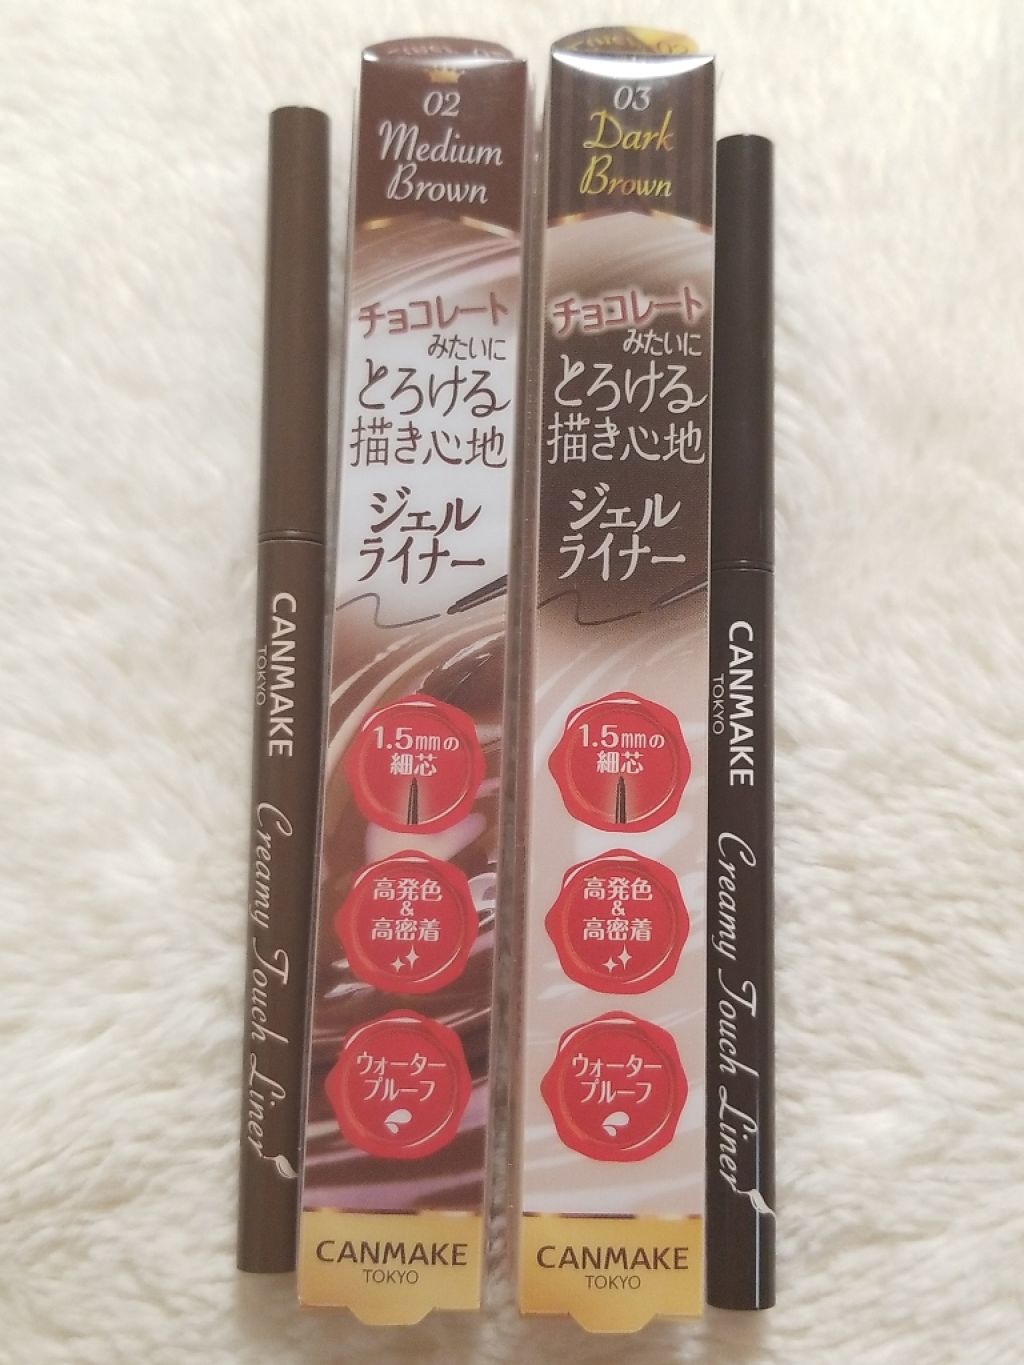 CANMAKE
TOKYO
Creamy Touch Liner
02
Medium
Brown
チョコレート
みたいに
とろける
描き心地
ジェル
ライナー
1.5mmの
細芯
高発色
&
高密着
ウォーター
プルーフ
CANMAKE
TOKYO
03
Dark
Brown
チョコレート
みたいに
とろける
描き心地
ジェル
ライナー
1.5mmの
細芯
高発色
&
高密着
ウォーター
プルーフ
CANMAKE
TOKYO
CANMAKE
TOKYO
Creamy Touch Liner